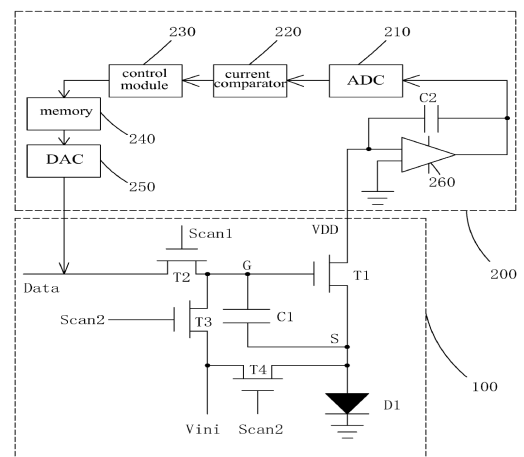 230
220
210
control
module
current
comparator
ADC
C2
memory
240
DAC
250
260
VDD
200
Scan1
T2
G
T1
Data
Scan2
T3
C1
S
T4
100
D1
Vini
Scan2